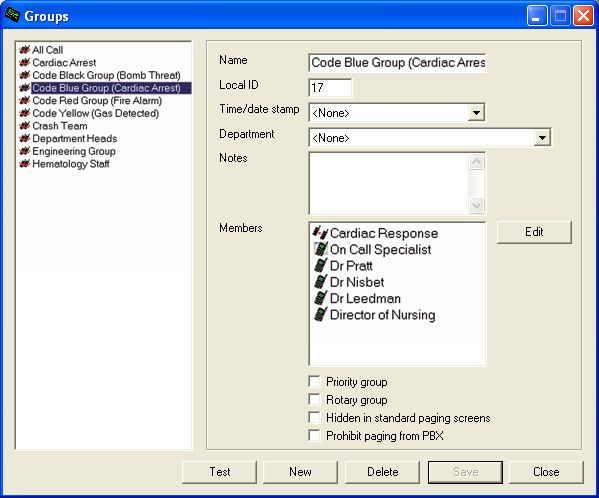 Groups
All Call
Cardiac Arrest
Code Black Group (Bomb Threat)
Code Blue Group (Cardiac Arrest)
Code Red Group (Fire Alarm)
Code Yellow (Gas Detected)
Crash Team
Department Heads
Engineering Group
Hematology Staff
Name Code Blue Group (Cardiac Arres
Local ID 17
Time/date stamp <None>
Department <None>
Notes
Members
Cardiac Response
On Call Specialist
Dr Pratt
Dr Nisbet
Dr Leedman
Director of Nursing
Edit
Priority group
Rotary group
Hidden in standard paging screens
Prohibit paging from PBX
Test New Delete Save Close